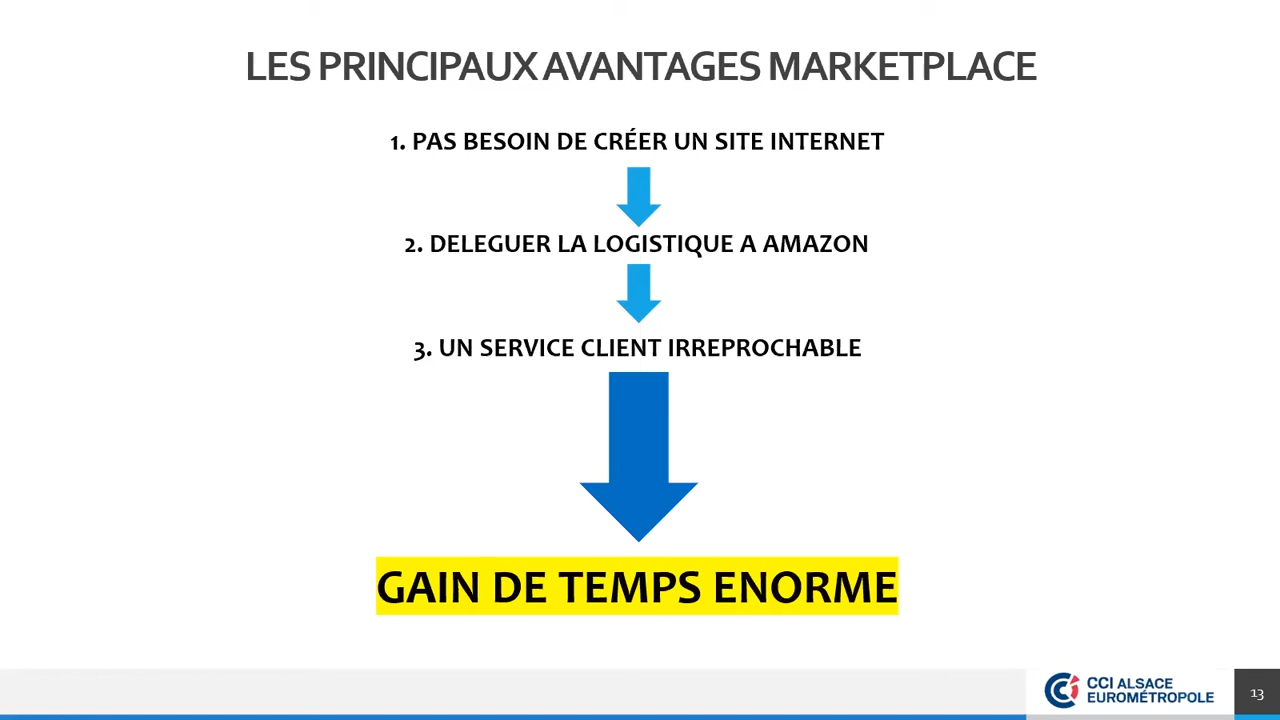 LES PRINCIPAUX AVANTAGES MARKETPLACE
1. PAS BESOIN DE CRÉER UN SITE INTERNET
2. DELEGUER LA LOGISTIQUE A AMAZON
3. UN SERVICE CLIENT IRREPROCHABLE
GAIN DE TEMPS ENORME
CCI ALSACE
EUROMÉTROPOLE
13